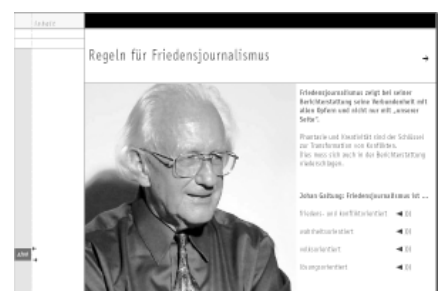 Inhalt
Regeln für Friedensjournalismus
Friedensjournalismus zeigt bei seiner
Berichterstattung seine Verbundenheit mit
allen Opfern und nicht nur mit „unserer
Seite".
Phantasie und Kreativität sind der Schlüssel
zur Transformation von Konflikten.
Dies muss sich auch in der Berichterstattung
niederschlagen.
Johan Galtung: Friedensjournalismus ist ...
friedens- und konfliktorientiert
wahrheitsorientiert
lösungsorientiert